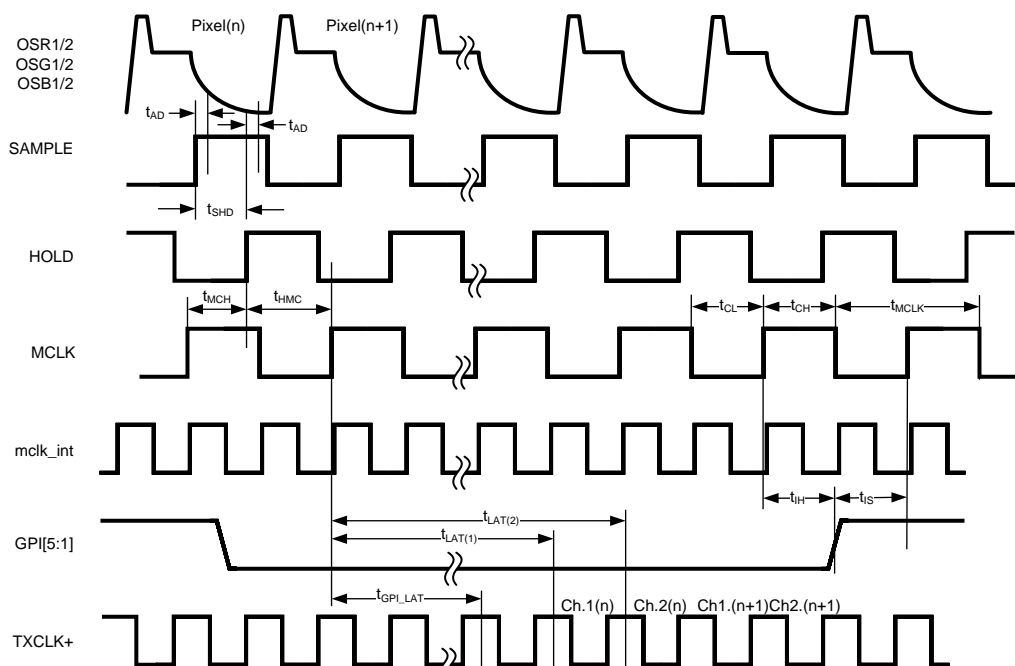 Pixel(n) Pixel(n+1)
OSR1/2
OSG1/2
OSB1/2
tAD
tAD
SAMPLE
tSHD
HOLD
tMCH tHMC tCL tCH tMCLK
MCLK
mclk_int
tIH tIS
tLAT(2)
GPI[5:1]
tLAT(1)
tGPI_LAT
Ch.1(n) Ch.2(n) Ch1.(n+1) Ch2.(n+1)
TXCLK+